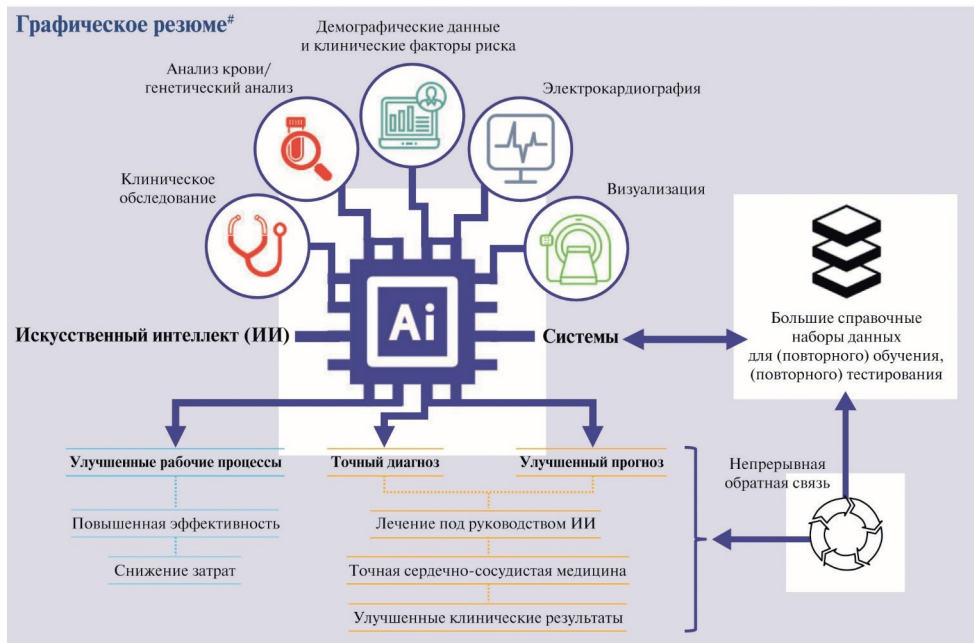 Графическое резюме#
Демографические данные
и клинические факторы риска
Анализ крови/
генетический анализ
Электрокардиография
Клиническое
обследование
Визуализация
Ai
Искусственный интеллект (ИИ)
Системы
Большие справочные
наборы данных
для (повторного) обучения,
(повторного) тестирования
Улучшенные рабочие процессы
Точный диагноз
Улучшенный прогноз
Непрерывная
обратная связь
Повышенная эффективность
Лечение под руководством ИИ
Снижение затрат
Точная сердечно-сосудистая медицина
Улучшенные клинические результаты